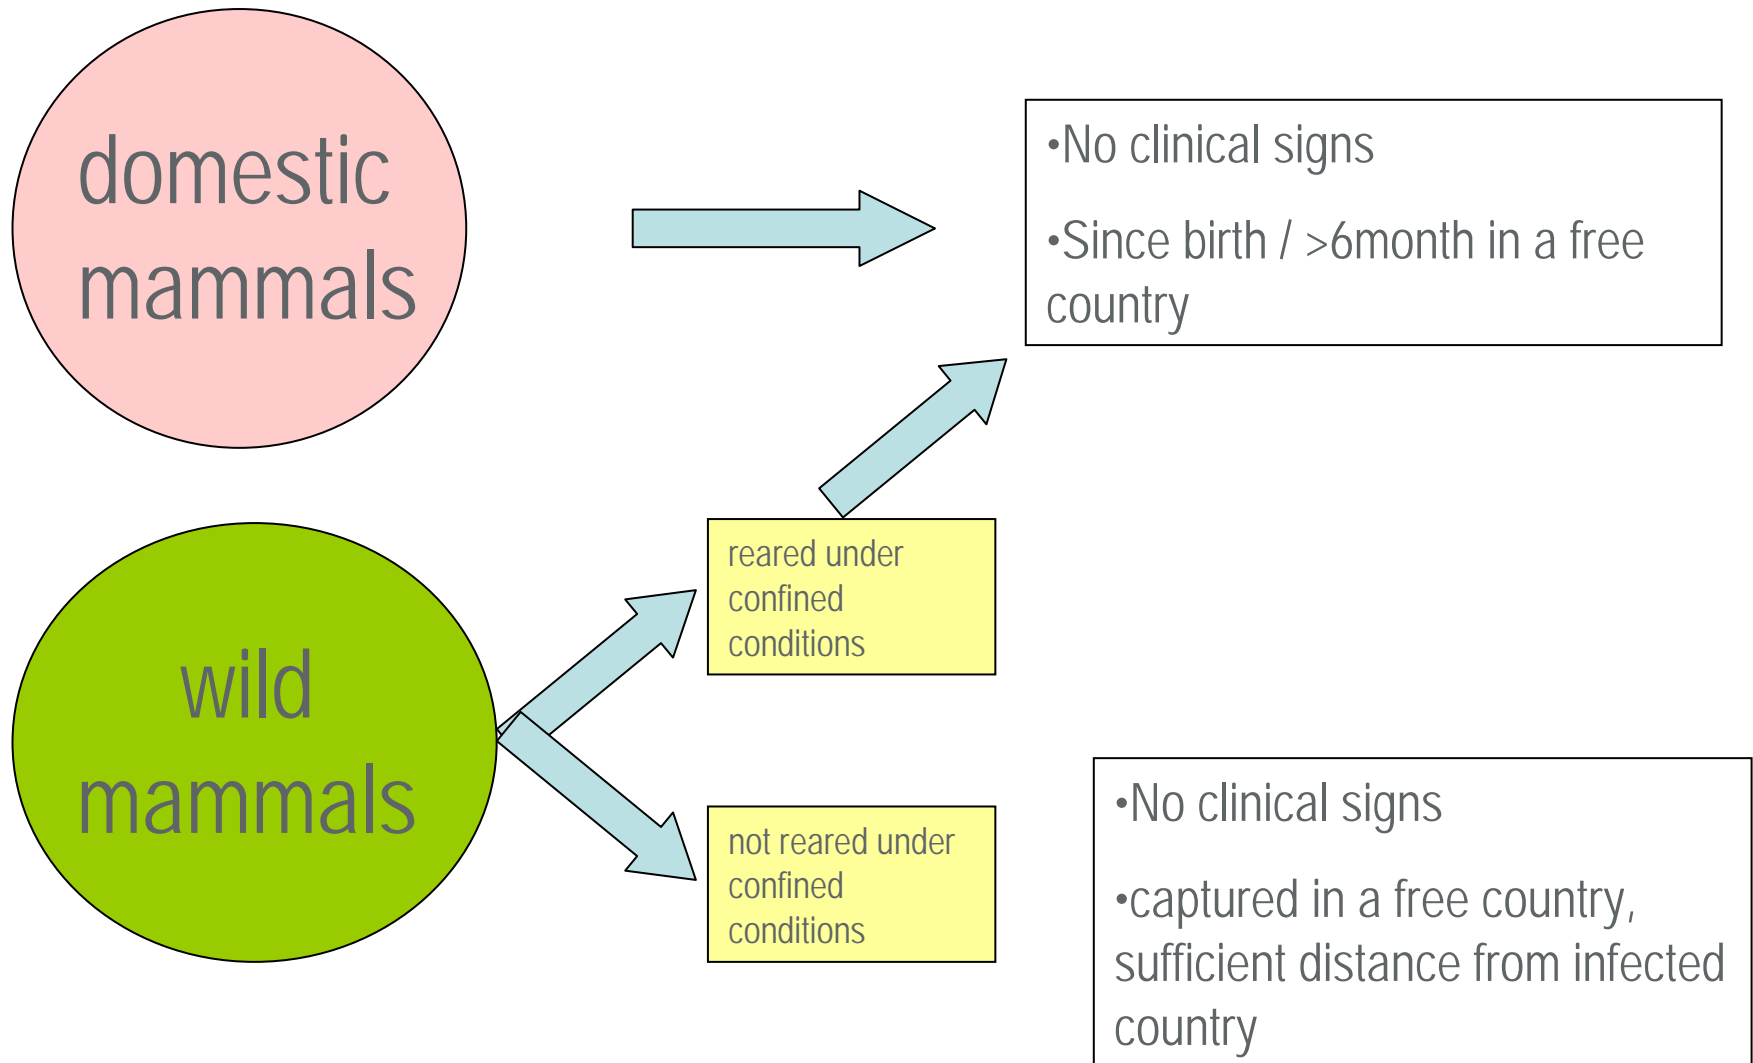 domestic
mammals
•No clinical signs
•Since birth / >6month in a free
country
wild
mammals
reared under
confined
conditions
not reared under
confined
conditions
•No clinical signs
•captured in a free country,
sufficient distance from infected
country